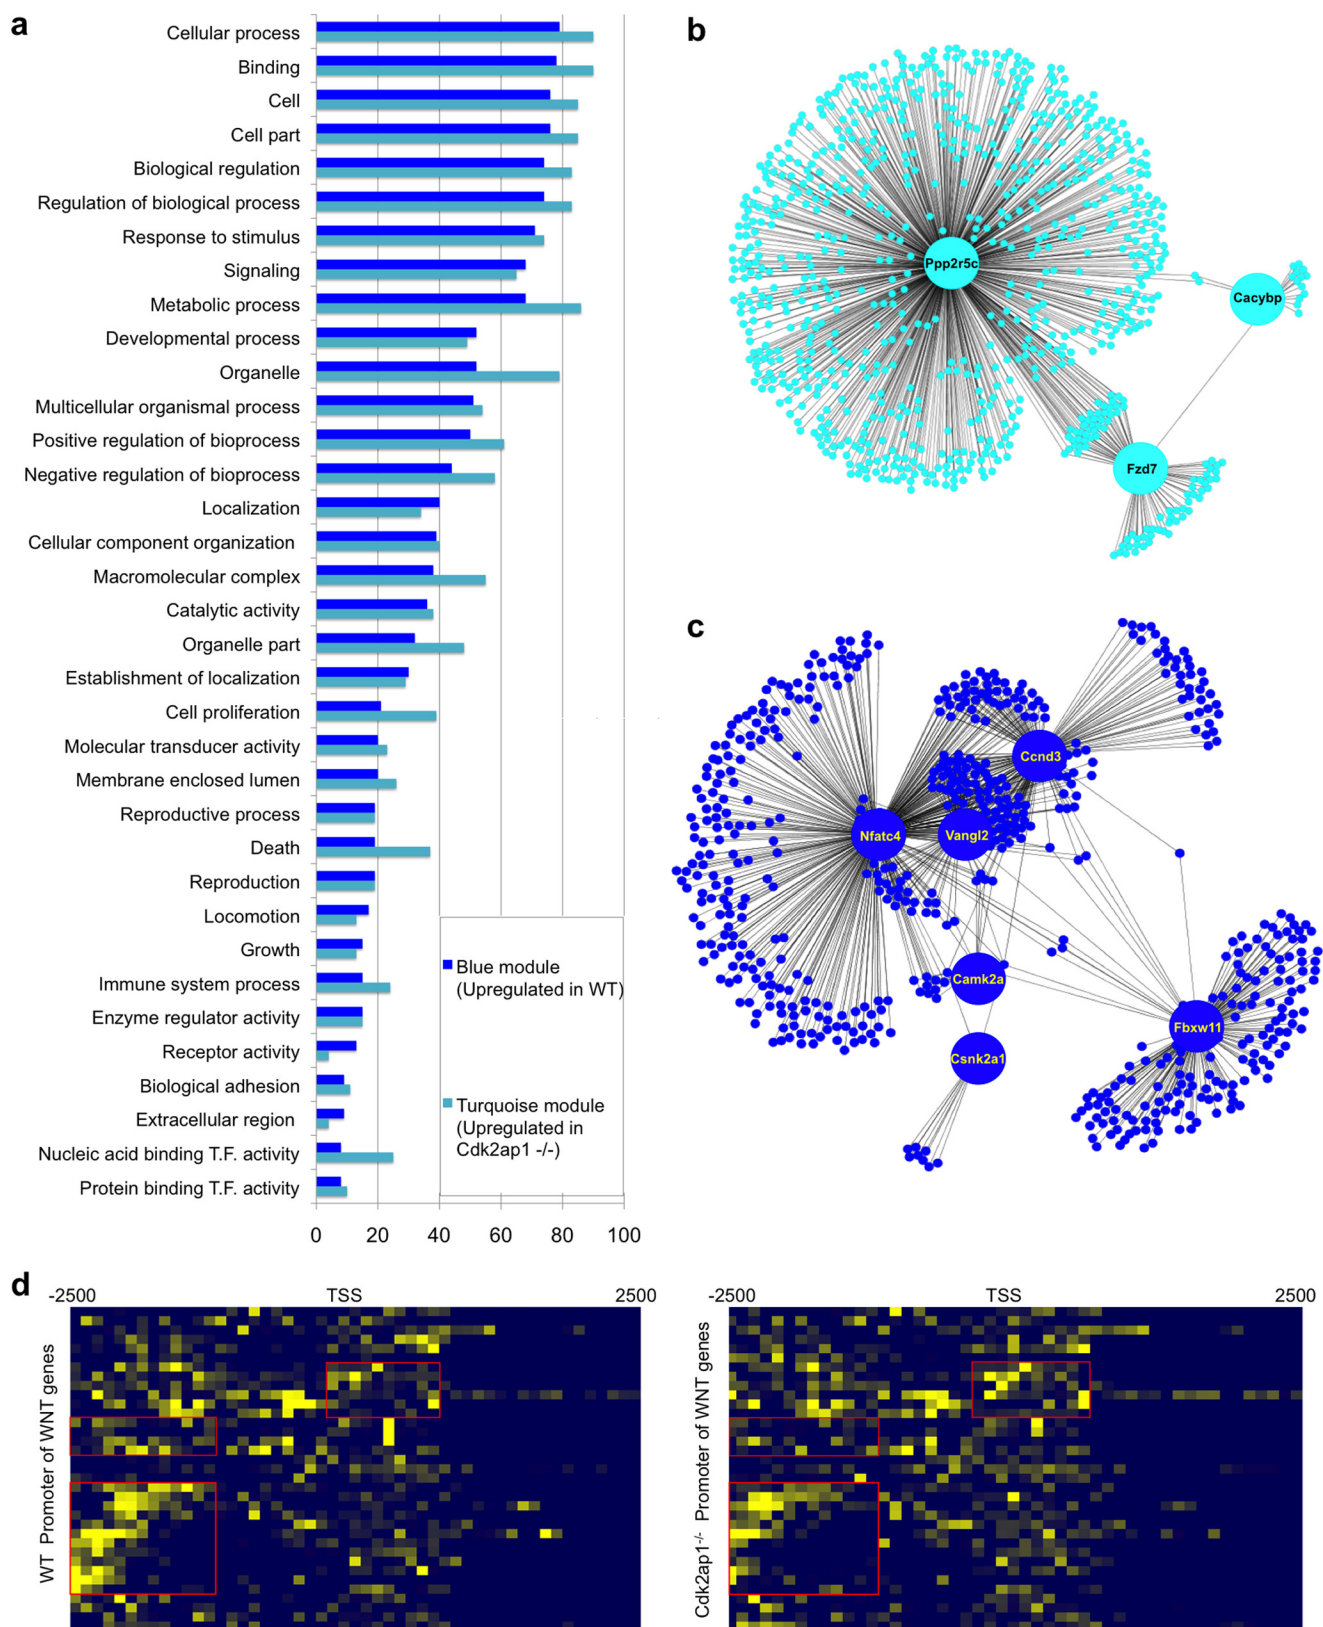 a
Cellular process
Binding
Cell
Cell part
Biological regulation
Regulation of biological process
Response to stimulus
Signaling
Metabolic process
Developmental process
Organelle
Multicellular organismal process
Positive regulation of bioprocess
Negative regulation of bioprocess
Localization
Cellular component organization
Macromolecular complex
Catalytic activity
Organelle part
Establishment of localization
Cell proliferation
Molecular transducer activity
Membrane enclosed lumen
Reproductive process
Death
Reproduction
Locomotion
Growth
Immune system process
Enzyme regulator activity
Receptor activity
Biological adhesion
Extracellular region
Nucleic acid binding T.F. activity
Protein binding T.F. activity
0 20 40 60 80 100
Blue module
(Upregulated in WT)
Turquoise module
(Upregulated in
Cdk2ap1 -/-)
b
Ppp2r5c
Cacybp
Fzd7
c
Ccnd3
Nfatc4
Vangl2
Camk2a
Fbxw11
Csnk2a1
d
-2500 TSS 2500
WT Promoter of WNT genes
-2500 TSS 2500
Cdk2ap1-/- Promoter of WNT genes